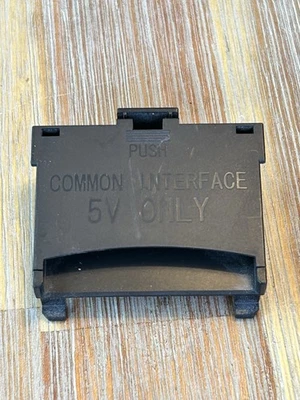 PUSH
COMMON INTERFACE
5V ONLY